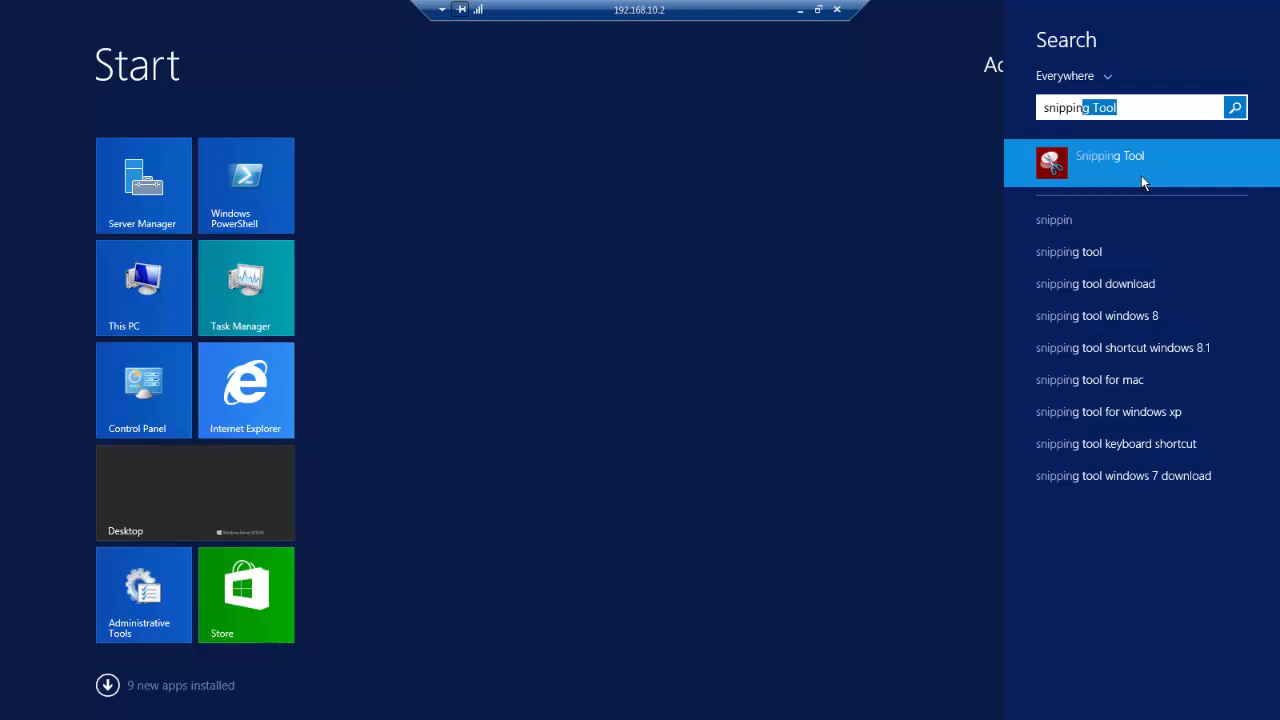 192.168.10.2
Start
Ad
Server Manager
Windows
PowerShell
This PC
Task Manager
Control Panel
Internet Explorer
Desktop
Administrative
Tools
Store
9 new apps installed
Search
Everywhere
snipping Tool
Snipping Tool
snippin
snipping tool
snipping tool download
snipping tool windows 8
snipping tool shortcut windows 8.1
snipping tool for mac
snipping tool for windows xp
snipping tool keyboard shortcut
snipping tool windows 7 download